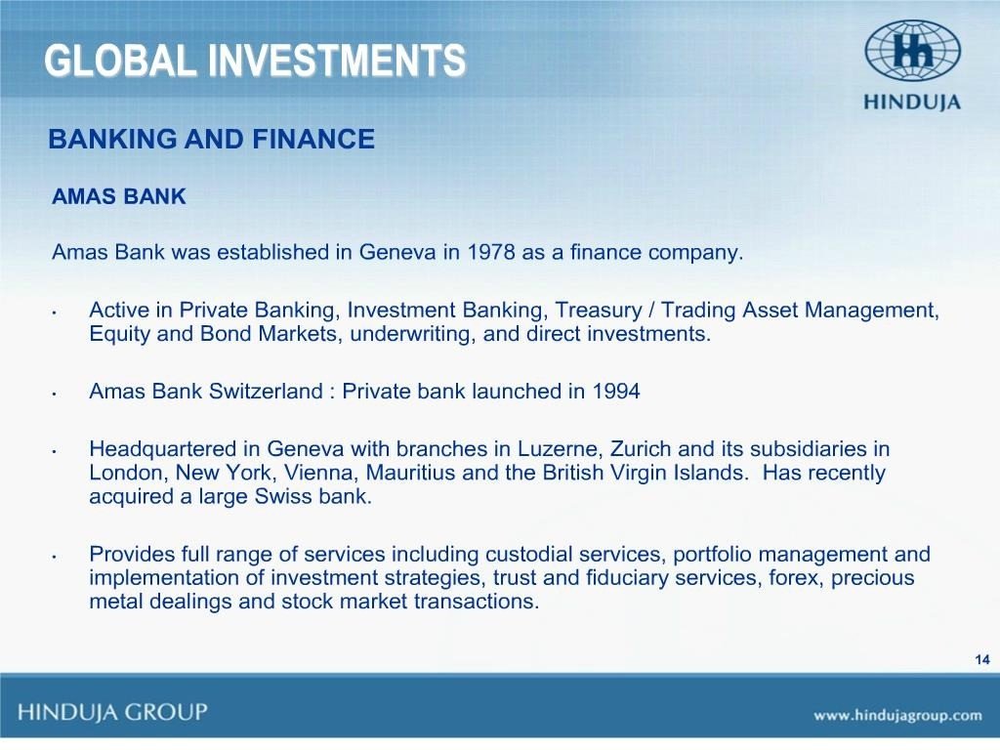 GLOBAL INVESTMENTS
Hn
HINDUJA
BANKING AND FINANCE
AMAS BANK
Amas Bank was established in Geneva in 1978 as a finance company.
• Active in Private Banking, Investment Banking, Treasury / Trading Asset Management,
Equity and Bond Markets, underwriting, and direct investments.
• Amas Bank Switzerland : Private bank launched in 1994
• Headquartered in Geneva with branches in Luzerne, Zurich and its subsidiaries in
London, New York, Vienna, Mauritius and the British Virgin Islands.  Has recently
acquired a large Swiss bank.
• Provides full range of services including custodial services, portfolio management and
implementation of investment strategies, trust and fiduciary services, forex, precious
metal dealings and stock market transactions.
14
HINDUJA GROUP
www.hindujagroup.com